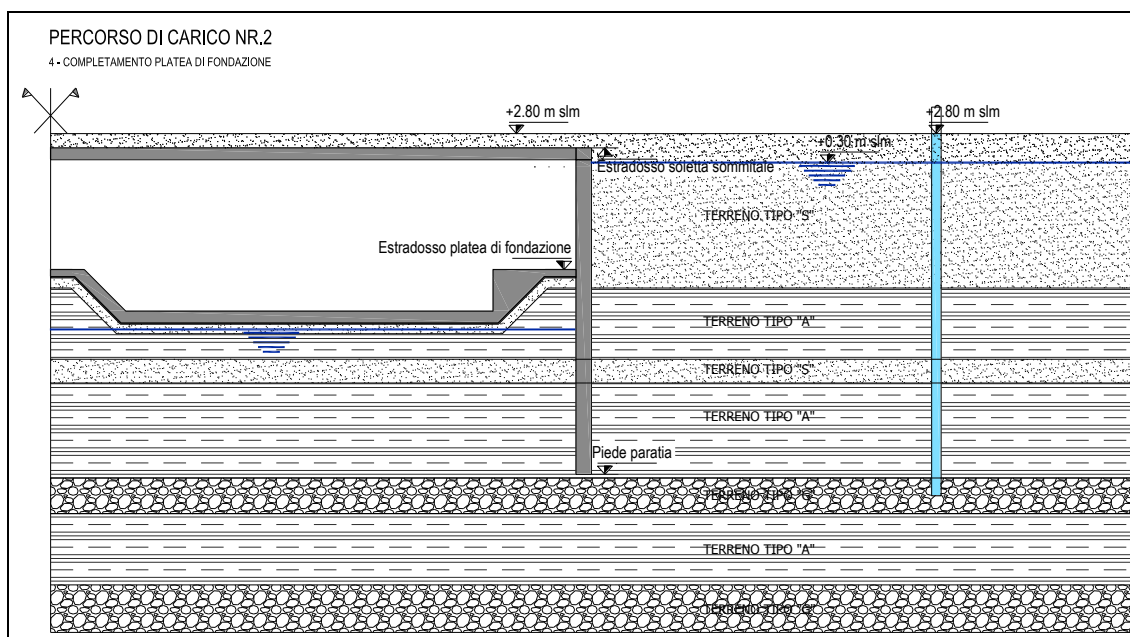 PERCORSO DI CARICO NR.2
4 - COMPLETAMENTO PLATEA DI FONDAZIONE
+2.80 m slm
+2.80 m slm
+0.30 m slm
Estradosso soletta sommitale
TERRENO TIPO "S"
Estradosso platea di fondazione
TERRENO TIPO "A"
TERRENO TIPO "S"
TERRENO TIPO "A"
Piede paratia
TERRENO TIPO "G"
TERRENO TIPO "A"
TERRENO TIPO "G"